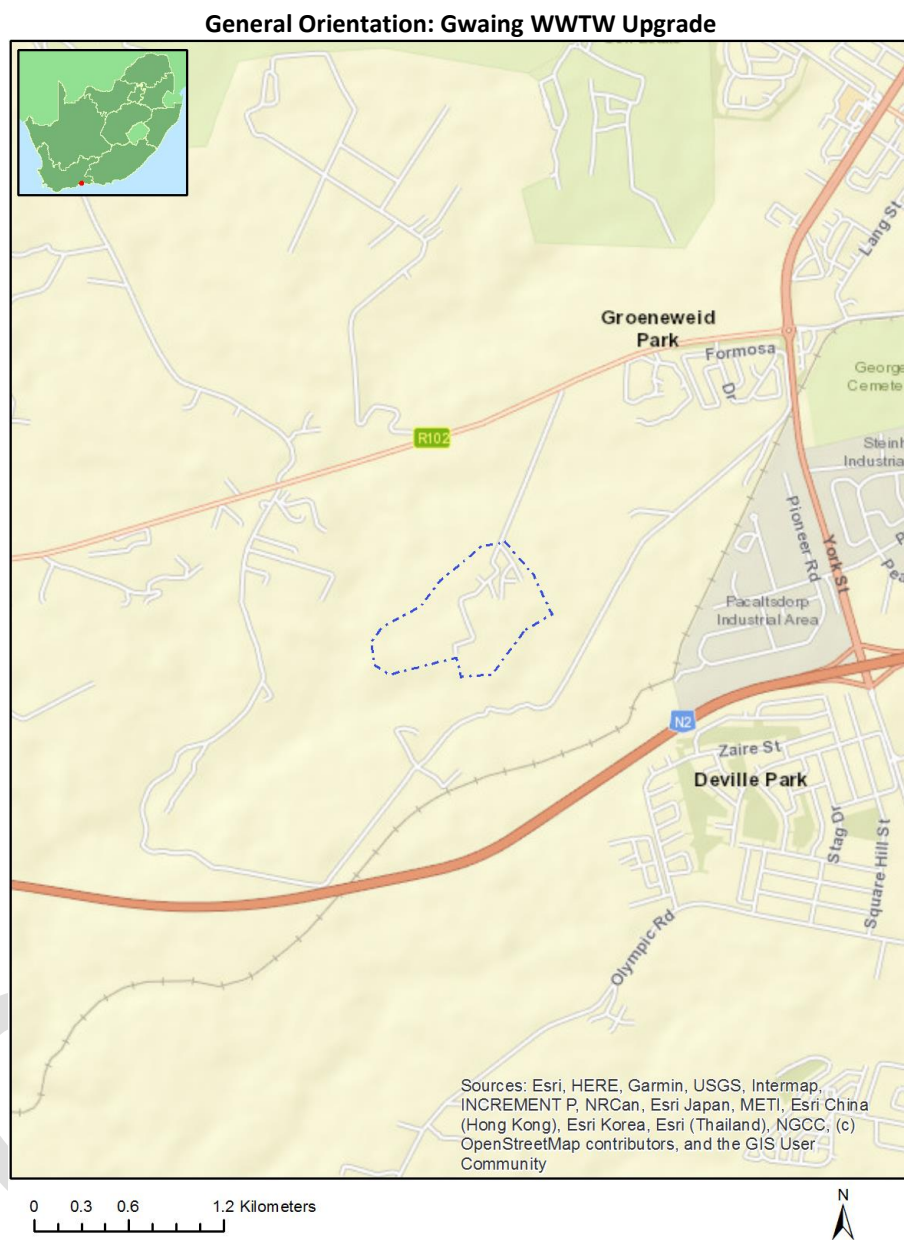 General Orientation: Gwaing WWTW Upgrade
Lang St
Groeneweid
Park
Formosa
Dr
George
Cemete
R102
Steinh
Industria
Pioneer Rd
York St
Pea
Pacaltsdorp
Industrial Area
N2
Zaire St
Deville Park
Stag Dr
Square Hill St
Olympic Rd
Sources: Esri, HERE, Garmin, USGS, Intermap,
INCREMENT P, NRCan, Esri Japan, METI, Esri China
(Hong Kong), Esri Korea, Esri (Thailand), NGCC, (c)
OpenStreetMap contributors, and the GIS User
Community
0 0.3 0.6 1.2 Kilometers
N